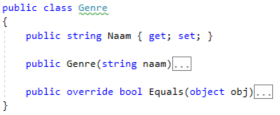 public class Genre
{
public string Naam { get; set; }
public Genre(string naam)...
public override bool Equals(object obj)...
}